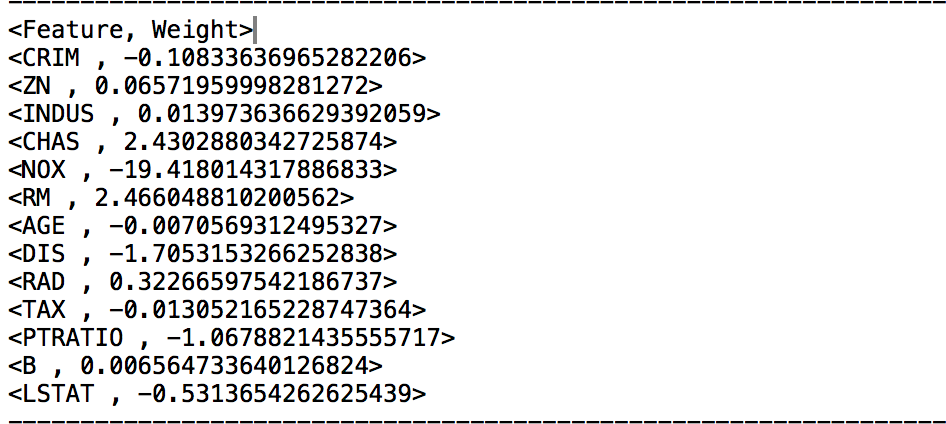 <Feature, Weight>
<CRIM , -0.10833636965282206>
<ZN , 0.06571959998281272>
<INDUS , 0.013973636629392059>
<CHAS , 2.4302880342725874>
<NOX , -19.418014317886833>
<RM , 2.466048810200562>
<AGE , -0.0070569312495327>
<DIS , -1.7053153266252838>
<RAD , 0.32266597542186737>
<TAX , -0.013052165228747364>
<PTRATIO , -1.0678821435555717>
<B , 0.006564733640126824>
<LSTAT , -0.5313654262625439>